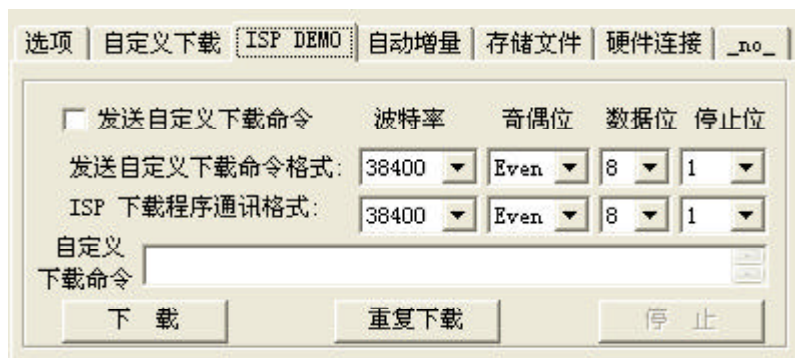 选项 自定义下载 ISP DEMO 自动增量 存储文件 硬件连接 _no_
发送自定义下载命令 波特率 奇偶位 数据位 停止位
发送自定义下载命令格式: 38400 Even 8 1
ISP 下载程序通讯格式: 38400 Even 8 1
自定义
下载命令
下 载 重复下载 停 止